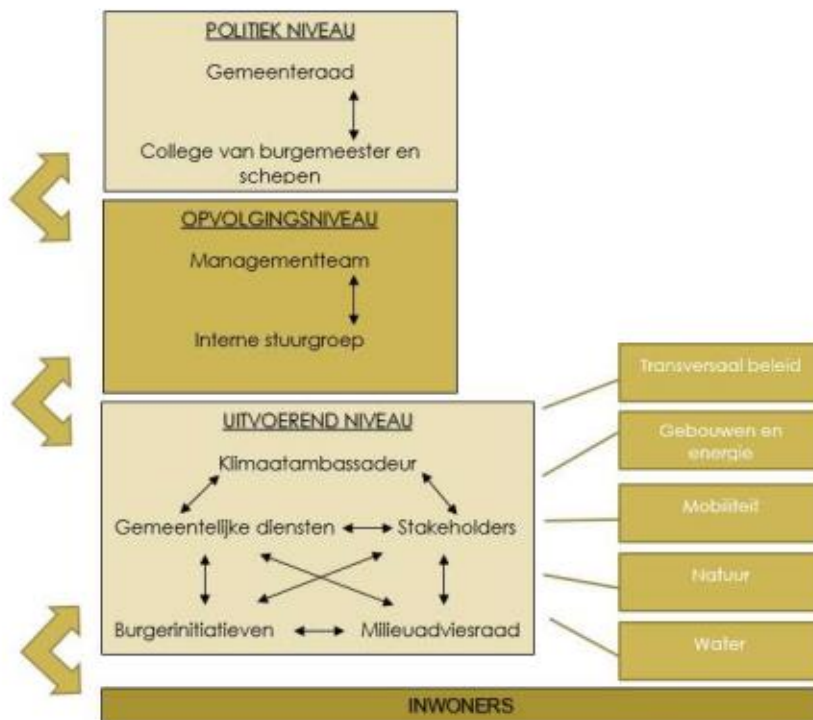 POLITIEK NIVEAU
Gemeenteraad
College van burgemeester en
schepen
OPVOLGINGSNIVEAU
Managementteam
Interne stuurgroep
UITVOEREND NIVEAU
Klimaatambassadeur
Gemeentelijke diensten
Stakeholders
Burgerinitiatieven
Milieuadviesraad
Transversaal beleid
Gebouwen en
energie
Mobiliteit
Natuur
Water
INWONERS